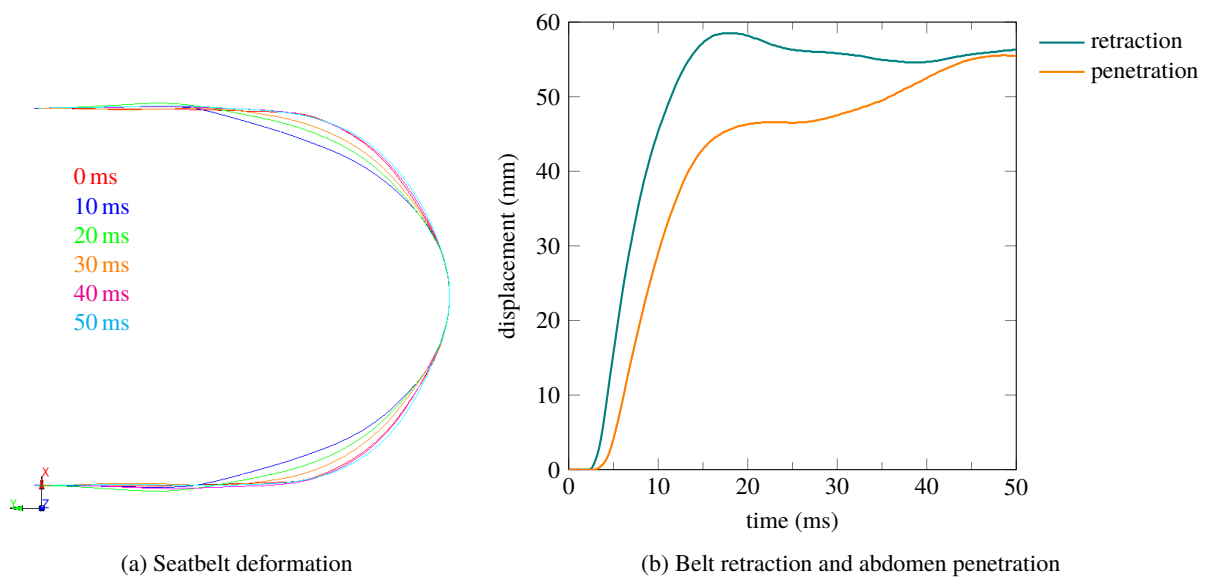 0 ms
10 ms
20 ms
30 ms
40 ms
50 ms
X
Y
Z
(a) Seatbelt deformation
60
50
40
30
20
10
0
displacement (mm)
0 10 20 30 40 50
time (ms)
retraction
penetration
(b) Belt retraction and abdomen penetration